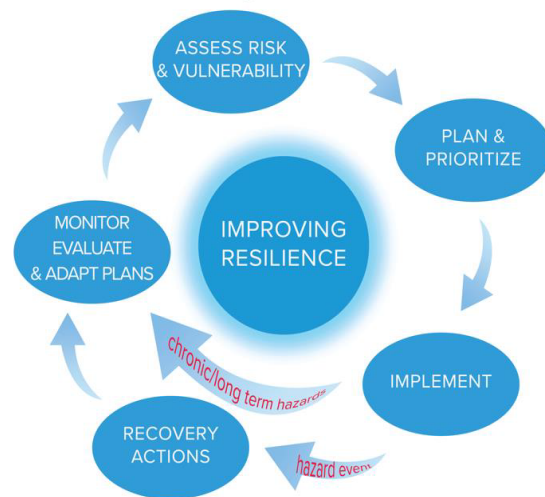 ASSESS RISK
& VULNERABILITY
PLAN &
PRIORITIZE
IMPROVING
RESILIENCE
MONITOR
EVALUATE
& ADAPT PLANS
chronic/long term hazards
IMPLEMENT
RECOVERY
ACTIONS
hazard event